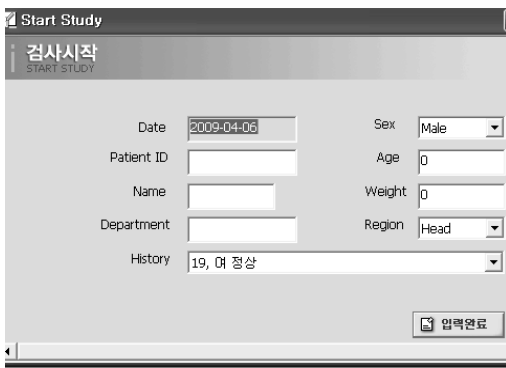 Start Study
검사시작
START STUDY
Date 2009-04-06 Sex Male
Patient ID Age 0
Name Weight 0
Department Region Head
History 19, 여 정상
입력완료